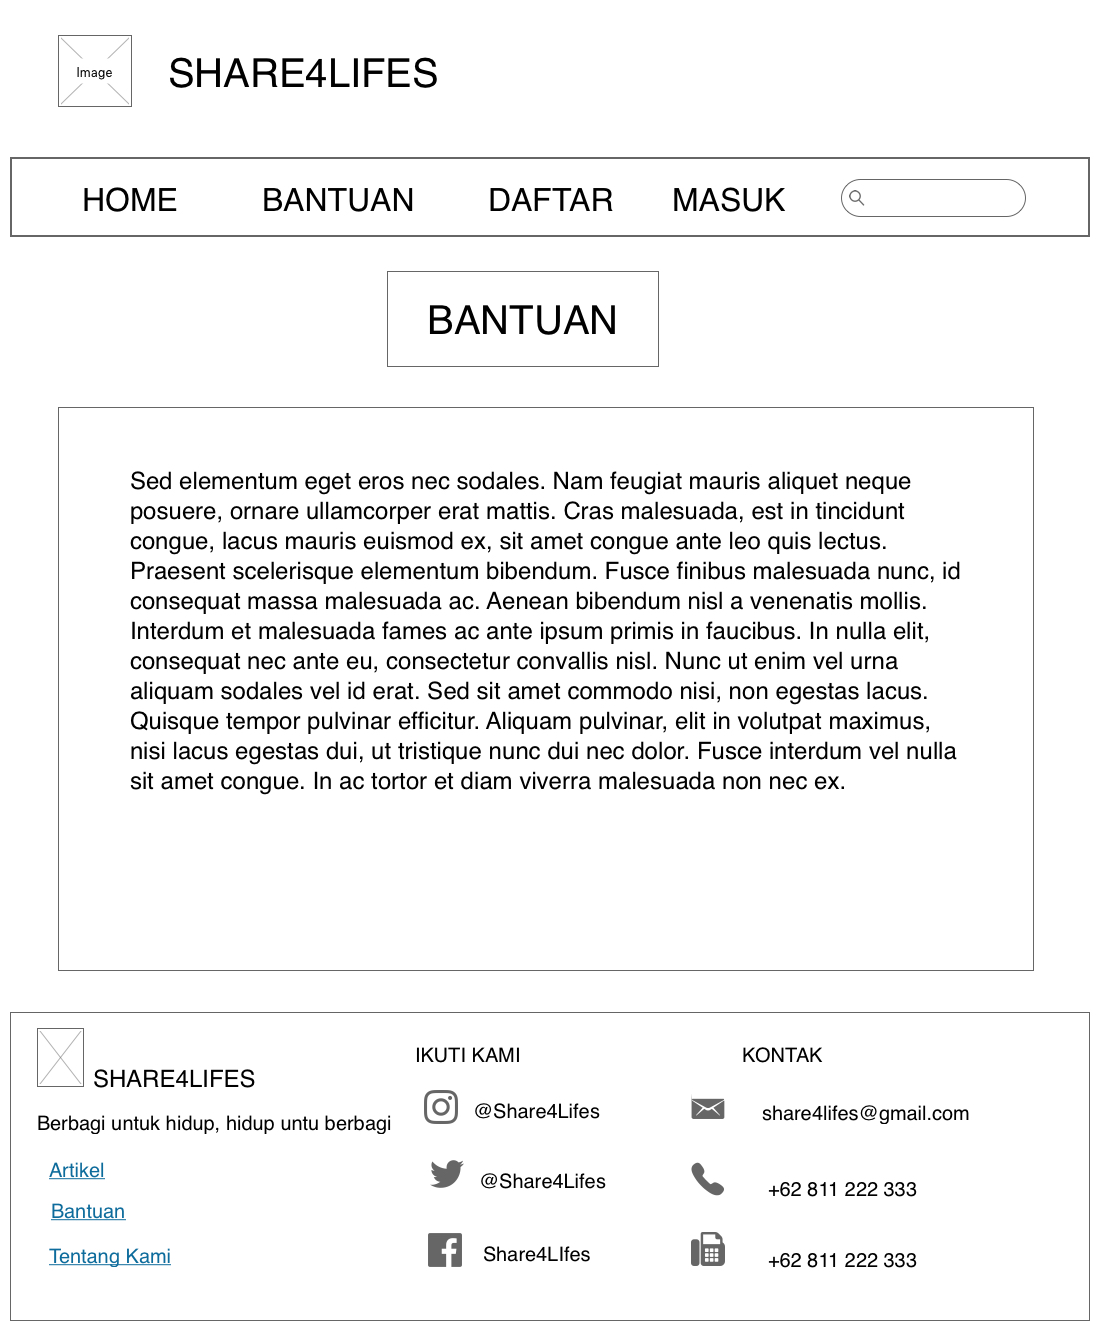 Image
SHARE4LIFES
HOME BANTUAN DAFTAR MASUK
BANTUAN
Sed elementum eget eros nec sodales. Nam feugiat mauris aliquet neque
posuere, ornare ullamcorper erat mattis. Cras malesuada, est in tincidunt
congue, lacus mauris euismod ex, sit amet congue ante leo quis lectus.
Praesent scelerisque elementum bibendum. Fusce finibus malesuada nunc, id
consequat massa malesuada ac. Aenean bibendum nisl a venenatis mollis.
Interdum et malesuada fames ac ante ipsum primis in faucibus. In nulla elit,
consequat nec ante eu, consectetur convallis nisl. Nunc ut enim vel urna
aliquam sodales vel id erat. Sed sit amet commodo nisi, non egestas lacus.
Quisque tempor pulvinar efficitur. Aliquam pulvinar, elit in volutpat maximus,
nisi lacus egestas dui, ut tristique nunc dui nec dolor. Fusce interdum vel nulla
sit amet congue. In ac tortor et diam viverra malesuada non nec ex.
SHARE4LIFES
Berbagi untuk hidup, hidup untu berbagi
Artikel
Bantuan
Tentang Kami
IKUTI KAMI
@Share4Lifes
@Share4Lifes
Share4LIfes
KONTAK
share4lifes@gmail.com
+62 811 222 333
+62 811 222 333